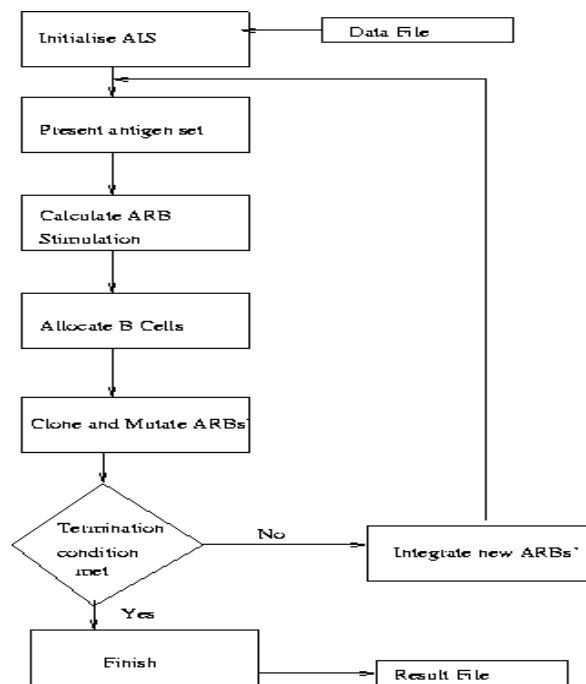 Initialise AIS
Data File
Present antigen set
Calculate ARB
Stimulation
Allocate B Cells
Clone and Mutate ARBs'
Termination
condition
met
No
Integrate new ARBs'
Yes
Finish
Result File